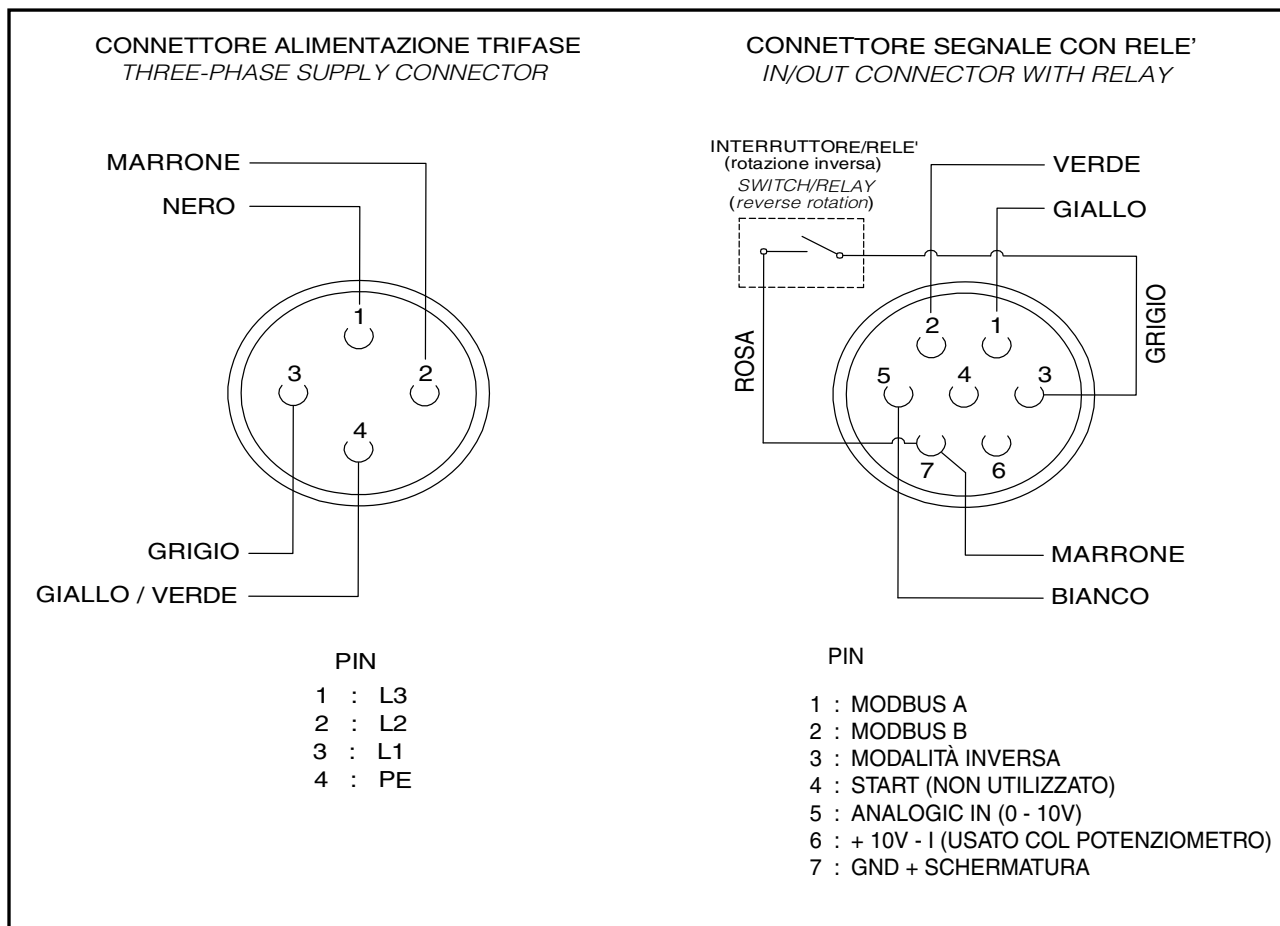 CONNETTORE ALIMENTAZIONE TRIFASE
THREE-PHASE SUPPLY CONNECTOR
MARRONE
NERO
1
3
2
4
GRIGIO
GIALLO / VERDE
PIN
1 : L3
2 : L2
3 : L1
4 : PE
CONNETTORE SEGNALE CON RELE'
IN/OUT CONNECTOR WITH RELAY
INTERRUTTORE/RELE'
(rotazione inversa)
SWITCH/RELAY
(reverse rotation)
VERDE
GIALLO
ROSA
GRIGIO
2
1
5
4
3
7
6
MARRONE
BIANCO
PIN
1 : MODBUS A
2 : MODBUS B
3 : MODALITÀ INVERSA
4 : START (NON UTILIZZATO)
5 : ANALOGIC IN (0 - 10V)
6 : + 10V - I (USATO COL POTENZIOMETRO)
7 : GND + SCHERMATURA